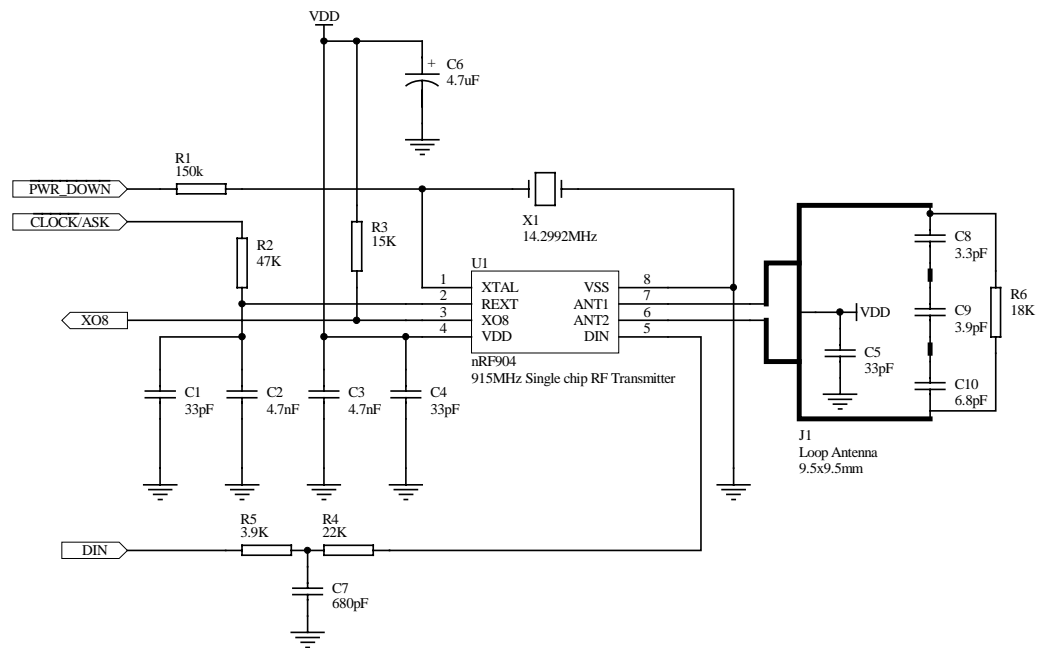 VDD
+
C6
4.7uF
R1
150k
PWR_DOWN
CLOCK/ASK
R2
47K
R3
15K
X1
14.2992MHz
U1
1 XTAL VSS 8
2 REXT ANT1 7
3 XO8 ANT2 6
4 VDD DIN 5
nRF904
915MHz Single chip RF Transmitter
XO8
C1
33pF
C2
4.7nF
C3
4.7nF
C4
33pF
VDD
C5
33pF
C8
3.3pF
C9
3.9pF
C10
6.8pF
R6
18K
J1
Loop Antenna
9.5x9.5mm
DIN
R5
3.9K
R4
22K
C7
680pF